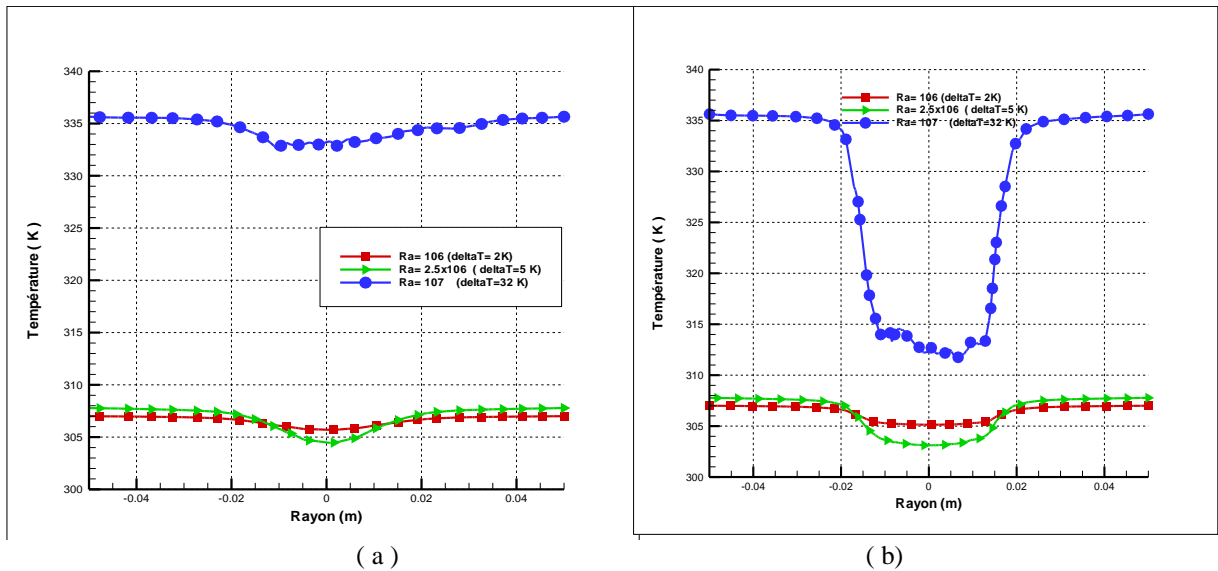 340
335
330
325
320
315
310
305
300
Température ( K )
Ra= 106 (deltaT= 2K)
Ra= 2.5x106 ( deltaT=5 K)
Ra= 107 (deltaT=32 K)
-0.04 -0.02 0 0.02 0.04
Rayon (m)
( a )
340
335
330
325
320
315
310
305
300
Température ( K )
Ra= 106 (deltaT= 2K)
Ra= 2.5x106 ( deltaT=5 K)
Ra= 107 (deltaT=32 K)
-0.04 -0.02 0 0.02 0.04
Rayon (m)
( b)